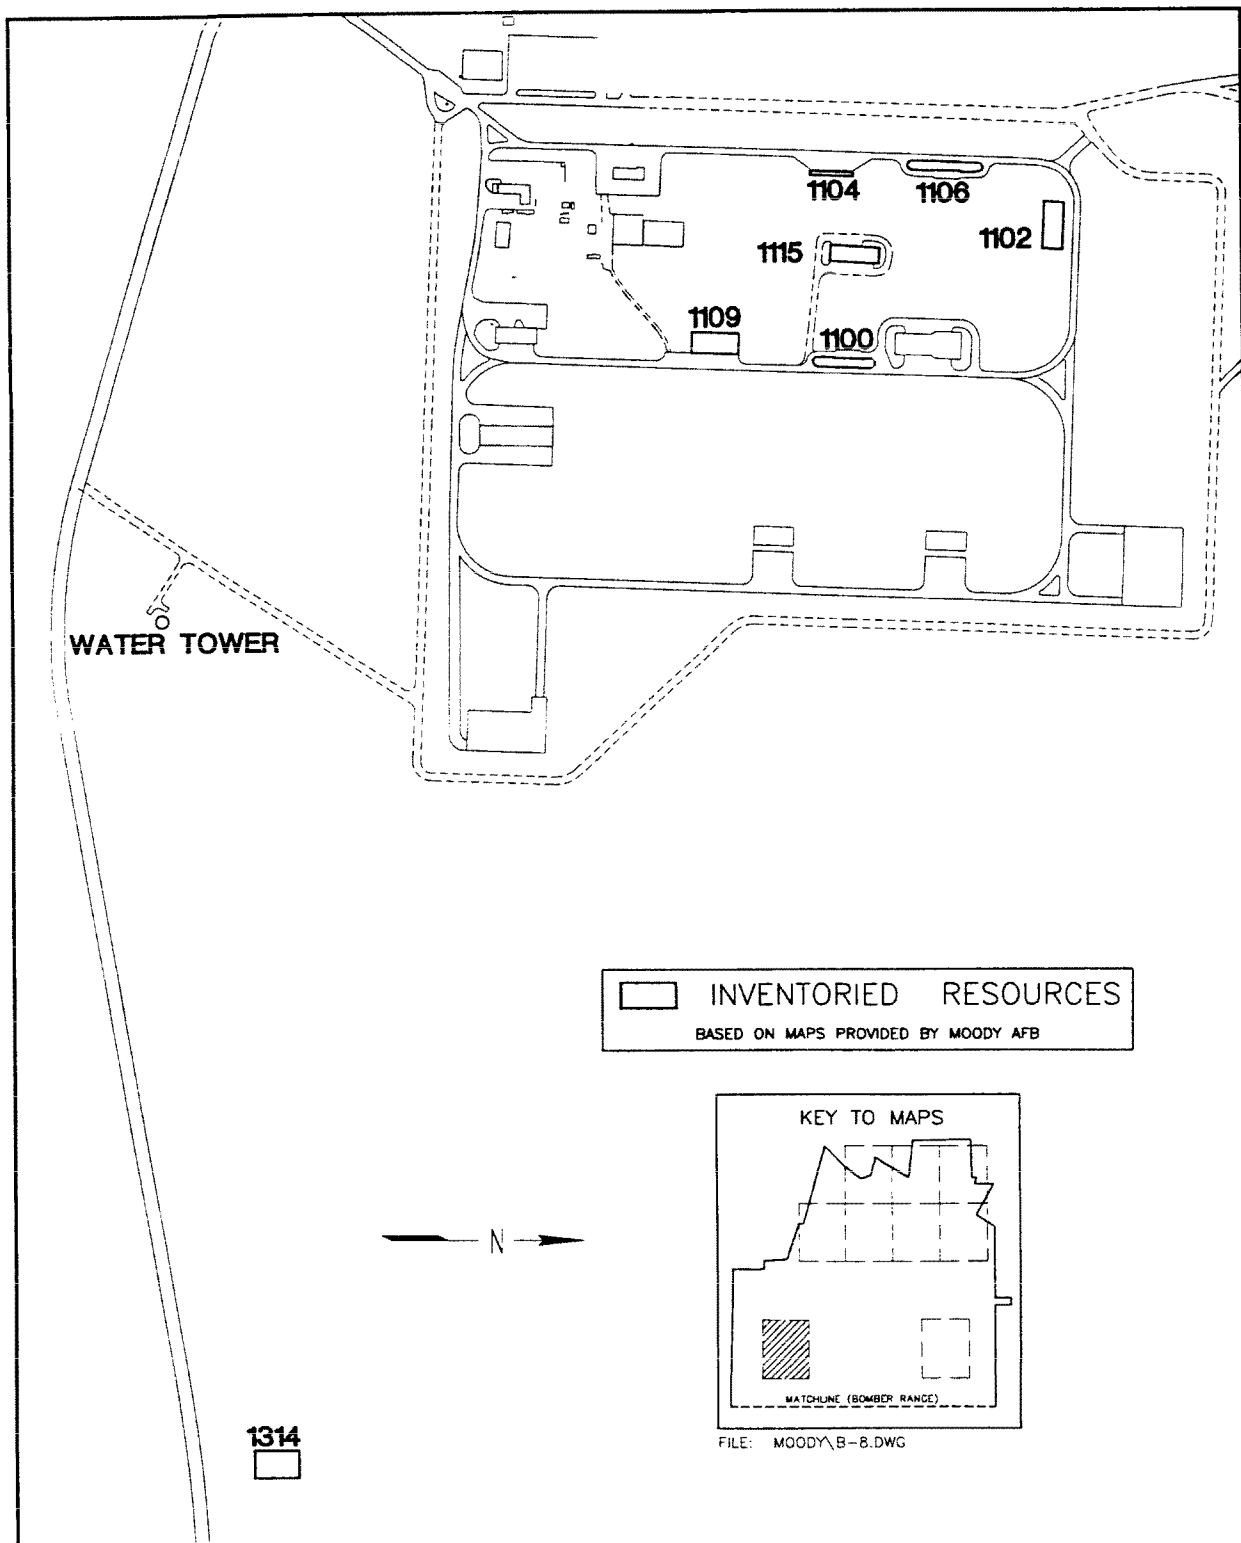 1104
1106
1102
1115
1109
1100
WATER TOWER
INVENTORIED RESOURCES
BASED ON MAPS PROVIDED BY MOODY AFB
KEY TO MAPS
MATCHLINE (BOMBER RANGE)
N
FILE: MOODY\B-8.DWG
1314